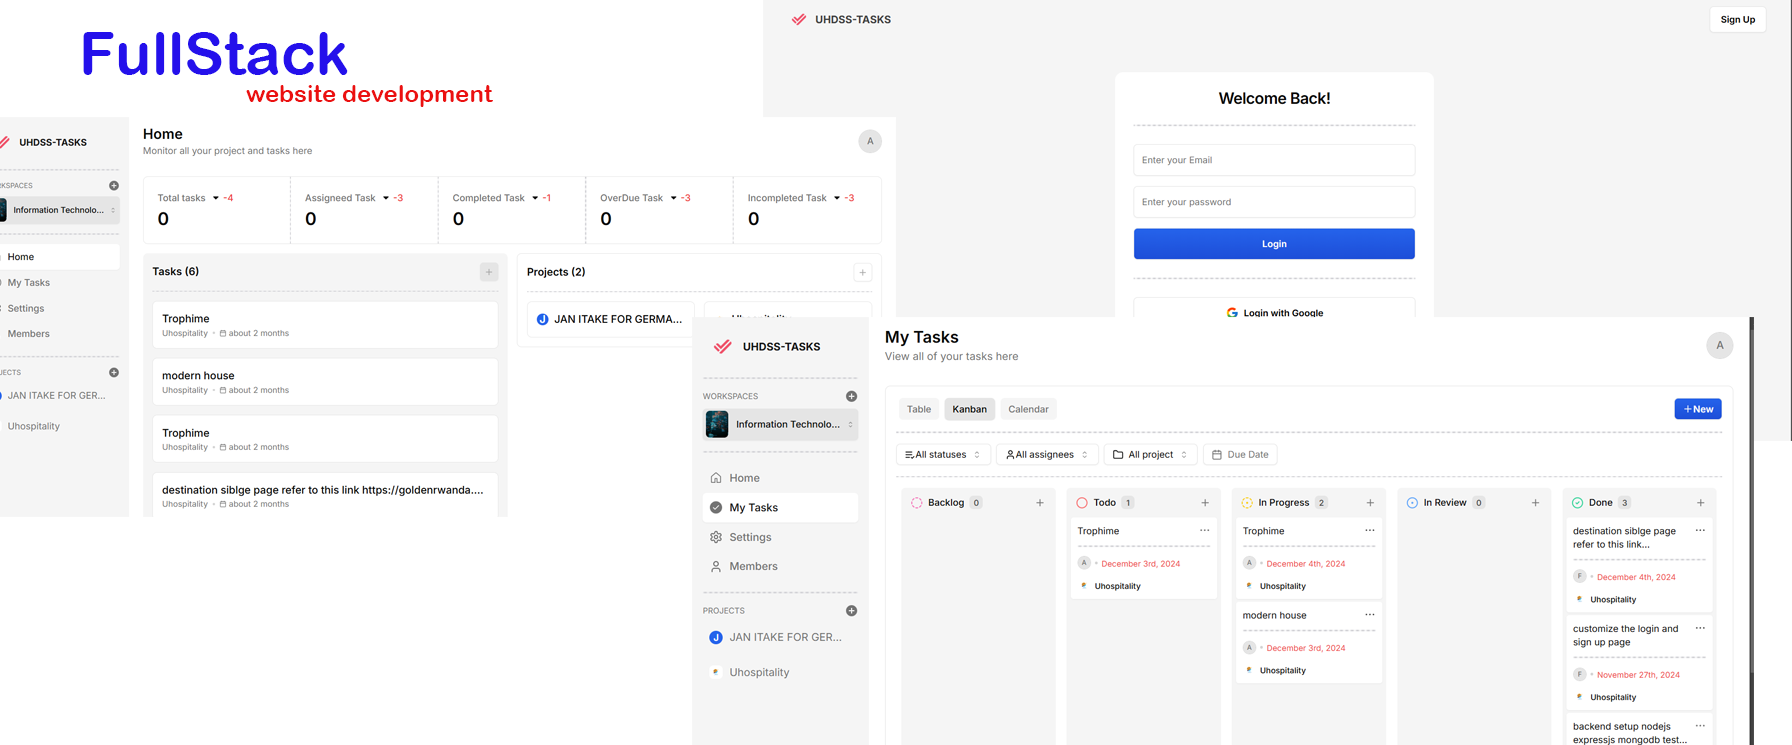 FullStack
website development
UHDSS-TASKS
Sign Up
Welcome Back!
Enter your Email
Enter your password
Login
Login with Google
UHDSS-TASKS
KSPACES
Information Technolo...
Home
My Tasks
Settings
Members
JECTS
JAN ITAKE FOR GER...
Uhospitality
Home
Monitor all your project and tasks here
A
Total tasks -4
0
Assigneed Task -3
0
Completed Task -1
0
OverDue Task -3
0
Incompleted Task -3
0
Tasks (6)
Trophime
Uhospitality about 2 months
modern house
Uhospitality about 2 months
Trophime
Uhospitality about 2 months
destination siblge page refer to this link https://goldenrwanda....
Uhospitality about 2 months
Projects (2)
J JAN ITAKE FOR GERMA...
UHDSS-TASKS
WORKSPACES
Information Technolo...
Home
My Tasks
Settings
Members
PROJECTS
J JAN ITAKE FOR GER...
Uhospitality
My Tasks
View all of your tasks here
A
Table Kanban Calendar
+New
All statuses All assignees All project Due Date
Backlog 0 +
Todo 1 +
Trophime ...
A December 3rd, 2024
Uhospitality
In Progress 2 +
Trophime ...
A December 4th, 2024
Uhospitality
modern house ...
A December 3rd, 2024
Uhospitality
In Review 0 +
Done 3 +
destination siblge page ...
refer to this link...
F December 4th, 2024
Uhospitality
customize the login and ...
sign up page
F November 27th, 2024
Uhospitality
backend setup nodejs ...
expressjs mongodb test...